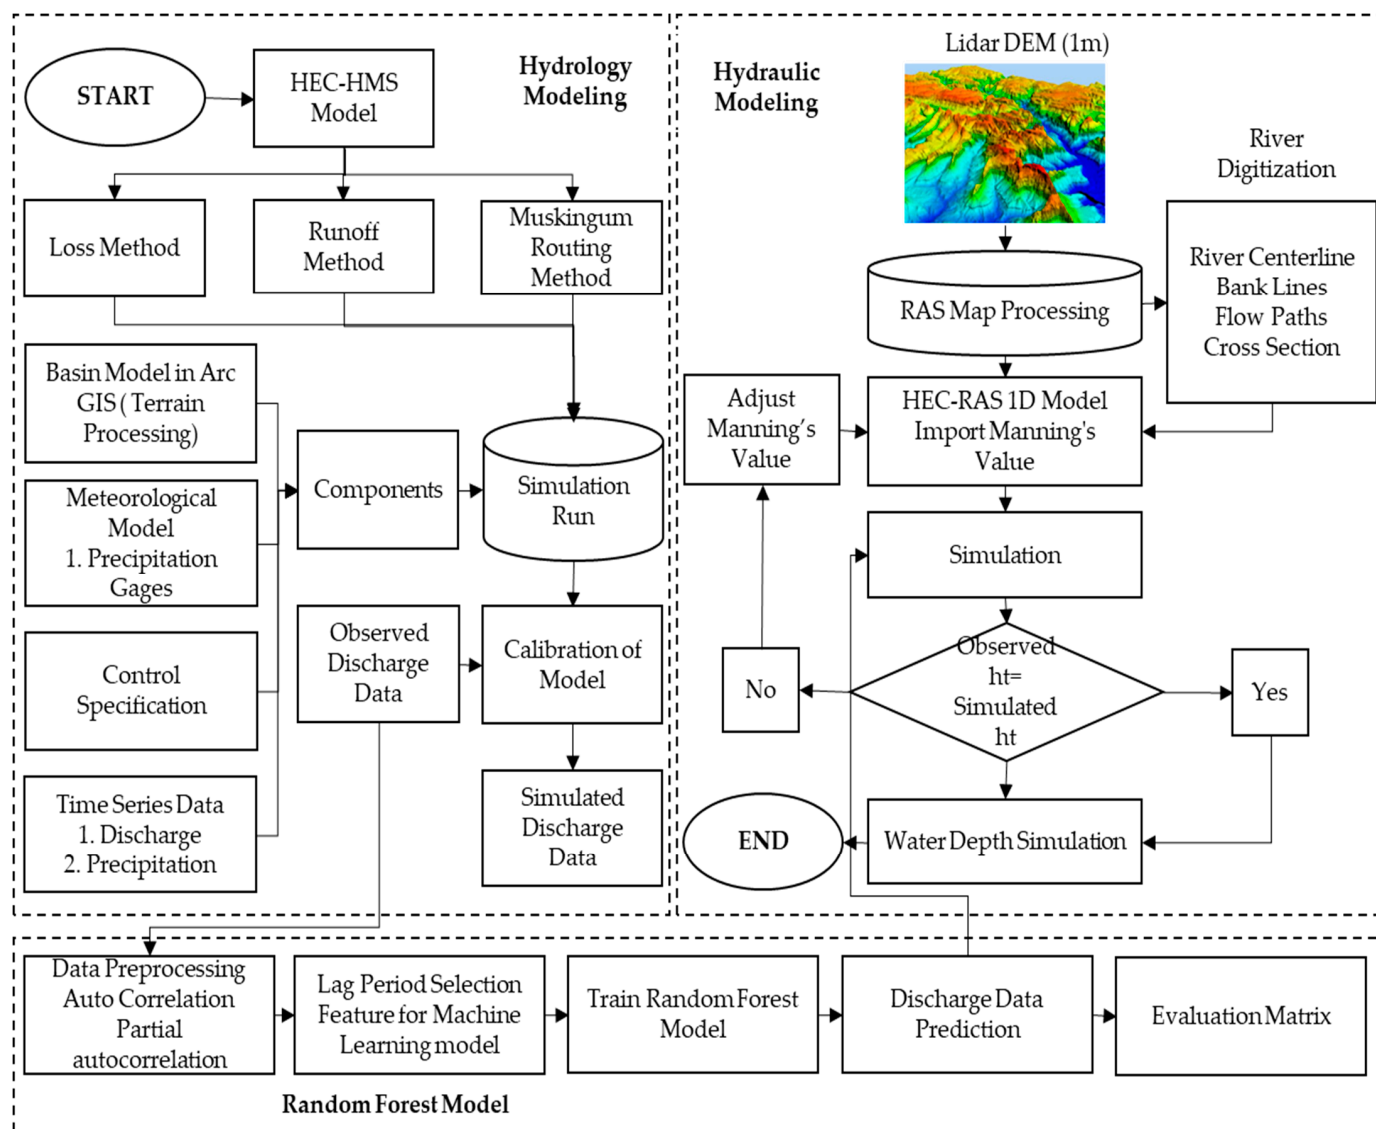 START
HEC-HMS
Model
Hydrology
Modeling
Loss Method
Runoff
Method
Muskingum
Routing
Method
Basin Model in Arc
GIS ( Terrain
Processing)
Meteorological
Model
1. Precipitation
Gages
Components
Simulation
Run
Control
Specification
Observed
Discharge
Data
Calibration of
Model
Time Series Data
1. Discharge
2. Precipitation
Simulated
Discharge
Data
Hydraulic
Modeling
Lidar DEM (1m)
River
Digitization
RAS Map Processing
River Centerline
Bank Lines
Flow Paths
Cross Section
Adjust
Manning’s
Value
HEC-RAS 1D Model
Import Manning's
Value
Simulation
Observed
ht=
Simulated
ht
No
Yes
END
Water Depth Simulation
Data Preprocessing
Auto Correlation
Partial
autocorrelation
Lag Period Selection
Feature for Machine
Learning model
Train Random Forest
Model
Discharge Data
Prediction
Evaluation Matrix
Random Forest Model